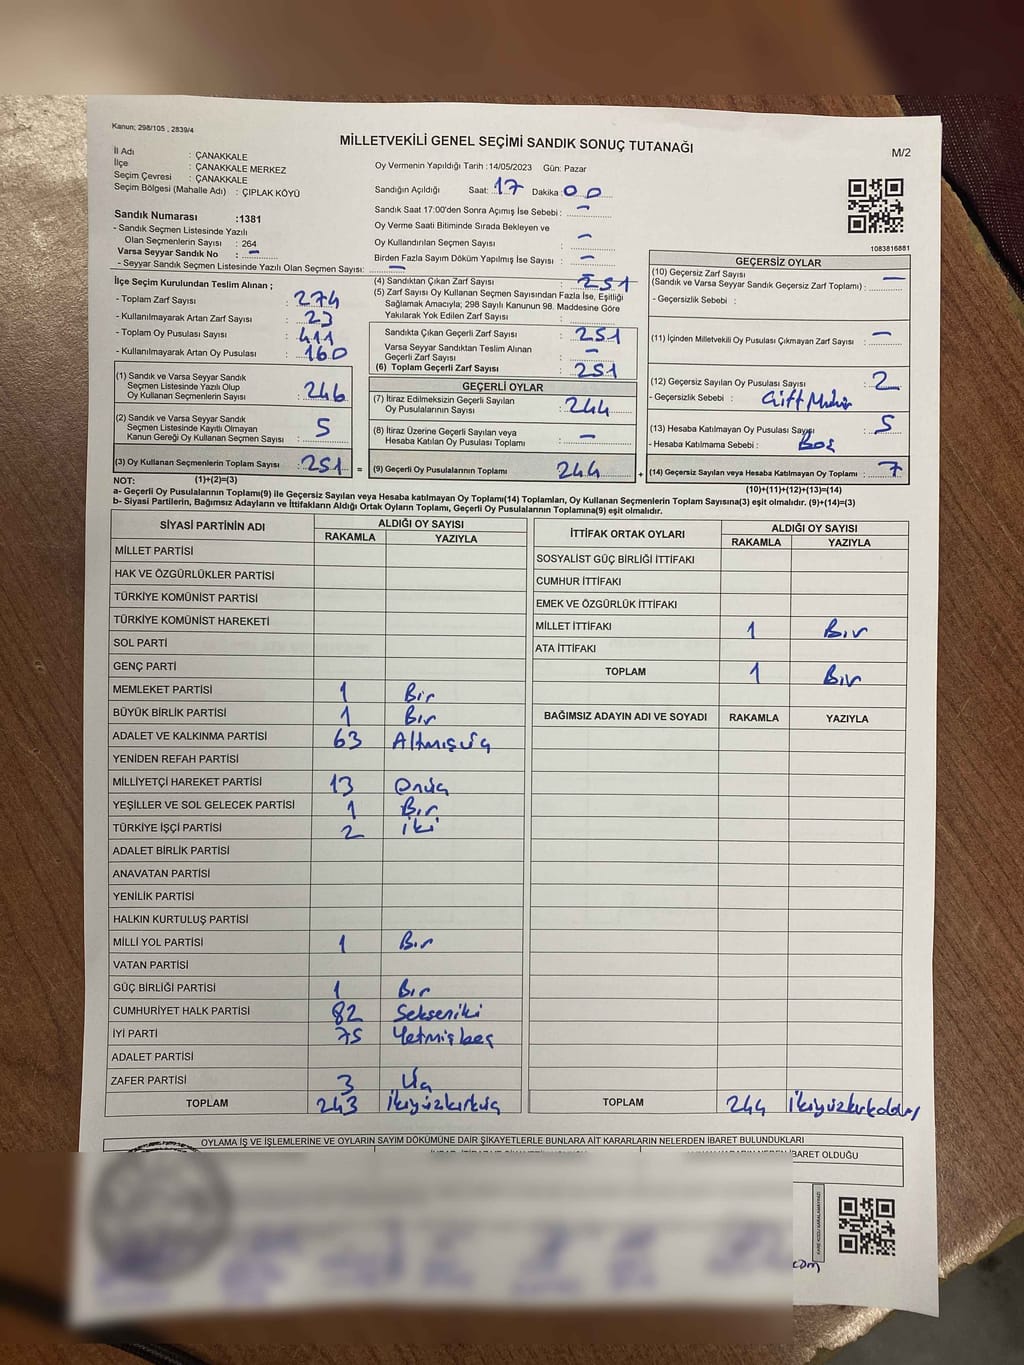 Kanun; 298/105 , 2839/4
MİLLETVEKİLİ GENEL SEÇİMİ SANDIK SONUÇ TUTANAĞI
M/2
İl Adı : ÇANAKKALE
İlçe : ÇANAKKALE MERKEZ
Seçim Çevresi : ÇANAKKALE
Seçim Bölgesi (Mahalle Adı) : ÇIPLAK KÖYÜ
Oy Vermenin Yapıldığı Tarih :14/05/2023 Gün: Pazar
Sandığın Açıldığı Saat: 17 Dakika: 00
Sandık Saat 17:00'den Sonra Açımış İse Sebebi : –
Oy Verme Saati Bitiminde Sırada Bekleyen ve
Oy Kullandırılan Seçmen Sayısı : –
Birden Fazla Sayım Döküm Yapılmış İse Sayısı : –
1083816881
Sandık Numarası :1381
- Sandık Seçmen Listesinde Yazılı
Olan Seçmenlerin Sayısı : 264
Varsa Seyyar Sandık No : –
- Seyyar Sandık Seçmen Listesinde Yazılı Olan Seçmen Sayısı: –
İlçe Seçim Kurulundan Teslim Alınan ;
- Toplam Zarf Sayısı : 274
- Kullanılmayarak Artan Zarf Sayısı : 23
- Toplam Oy Pusulası Sayısı : 411
- Kullanılmayarak Artan Oy Pusulası : 160
(1) Sandık ve Varsa Seyyar Sandık
Seçmen Listesinde Yazılı Olup
Oy Kullanan Seçmenlerin Sayısı : 246
(2) Sandık ve Varsa Seyyar Sandık
Seçmen Listesinde Kayıtlı Olmayan
Kanun Gereği Oy Kullanan Seçmen Sayısı : 5
(3) Oy Kullanan Seçmenlerin Toplam Sayısı : 251 =
(4) Sandıktan Çıkan Zarf Sayısı : 251
(5) Zarf Sayısı Oy Kullanan Seçmen Sayısından Fazla İse, Eşitliği
Sağlamak Amacıyla; 298 Sayılı Kanunun 98. Maddesine Göre
Yakılarak Yok Edilen Zarf Sayısı :
Sandıkta Çıkan Geçerli Zarf Sayısı : 251
Varsa Seyyar Sandıktan Teslim Alınan
Geçerli Zarf Sayısı : –
(6) Toplam Geçerli Zarf Sayısı : 251
GEÇERLİ OYLAR
(7) İtiraz Edilmeksizin Geçerli Sayılan
Oy Pusulalarının Sayısı : 244
(8) İtiraz Üzerine Geçerli Sayılan veya
Hesaba Katılan Oy Pusulası Toplamı : –
(9) Geçerli Oy Pusulalarının Toplamı 244 +
GEÇERSİZ OYLAR
(10) Geçersiz Zarf Sayısı
(Sandık ve Varsa Seyyar Sandık Geçersiz Zarf Toplamı) : –
- Geçersizlik Sebebi :
(11) İçinden Milletvekili Oy Pusulası Çıkmayan Zarf Sayısı : –
(12) Geçersiz Sayılan Oy Pusulası Sayısı : 2
- Geçersizlik Sebebi : Çift Mühür
(13) Hesaba Katılmayan Oy Pusulası Sayısı : 5
- Hesaba Katılmama Sebebi : Boş
(14) Geçersiz Sayılan veya Hesaba Katılmayan Oy Toplamı : 7
NOT: (1)+(2)=(3)
(10)+(11)+(12)+(13)=(14)
a- Geçerli Oy Pusulalarının Toplamı(9) ile Geçersiz Sayılan veya Hesaba katılmayan Oy Toplamı(14) Toplamları, Oy Kullanan Seçmenlerin Toplam Sayısına(3) eşit olmalıdır. (9)+(14)=(3)
b- Siyasi Partilerin, Bağımsız Adayların ve İttifakların Aldığı Ortak Oyların Toplamı, Geçerli Oy Pusulalarının Toplamına(9) eşit olmalıdır.
SİYASİ PARTİNİN ADI ALDIĞI OY SAYISI
RAKAMLA YAZIYLA
MİLLET PARTİSİ
HAK VE ÖZGÜRLÜKLER PARTİSİ
TÜRKİYE KOMÜNİST PARTİSİ
TÜRKİYE KOMÜNİST HAREKETİ
SOL PARTİ
GENÇ PARTİ
MEMLEKET PARTİSİ 1 Bir
BÜYÜK BİRLİK PARTİSİ 1 Bır
ADALET VE KALKINMA PARTİSİ 63 Altmışüç
YENİDEN REFAH PARTİSİ
MİLLİYETÇİ HAREKET PARTİSİ 13 Onüç
YEŞİLLER VE SOL GELECEK PARTİSİ 1 Bır
TÜRKİYE İŞÇİ PARTİSİ 2 iki
ADALET BİRLİK PARTİSİ
ANAVATAN PARTİSİ
YENİLİK PARTİSİ
HALKIN KURTULUŞ PARTİSİ
MİLLİ YOL PARTİSİ 1 Bır
VATAN PARTİSİ
GÜÇ BİRLİĞİ PARTİSİ 1 Bır
CUMHURİYET HALK PARTİSİ 82 Sekseniki
İYİ PARTİ 75 Yetmişbeş
ADALET PARTİSİ
ZAFER PARTİSİ 3 Üç
TOPLAM 243 İkiyüzkırküç
İTTİFAK ORTAK OYLARI ALDIĞI OY SAYISI
RAKAMLA YAZIYLA
SOSYALİST GÜÇ BİRLİĞİ İTTİFAKI
CUMHUR İTTİFAKI
EMEK VE ÖZGÜRLÜK İTTİFAKI
MİLLET İTTİFAKI 1 Bır
ATA İTTİFAKI
TOPLAM 1 Bır
BAĞIMSIZ ADAYIN ADI VE SOYADI RAKAMLA YAZIYLA
TOPLAM 244 İkiyüzkırkdört
OYLAMA İŞ VE İŞLEMLERİNE VE OYLARIN SAYIM DÖKÜMÜNE DAİR ŞİKAYETLERLE BUNLARA AİT KARARLARIN NELERDEN İBARET BULUNDUKLARI
İBARET OLDUĞU